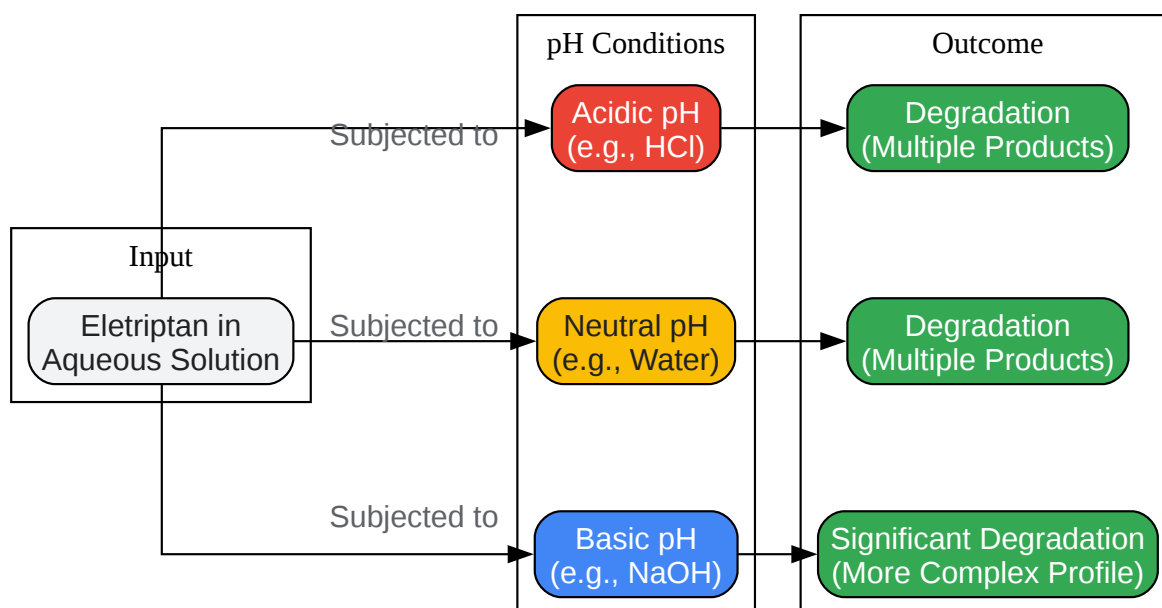 pH Conditions
Outcome
Subjected to
Acidic pH
(e.g., HCl)
Degradation
(Multiple Products)
Input
Eletriptan in
Aqueous Solution
Subjected to
Neutral pH
(e.g., Water)
Degradation
(Multiple Products)
Subjected to
Basic pH
(e.g., NaOH)
Significant Degradation
(More Complex Profile)